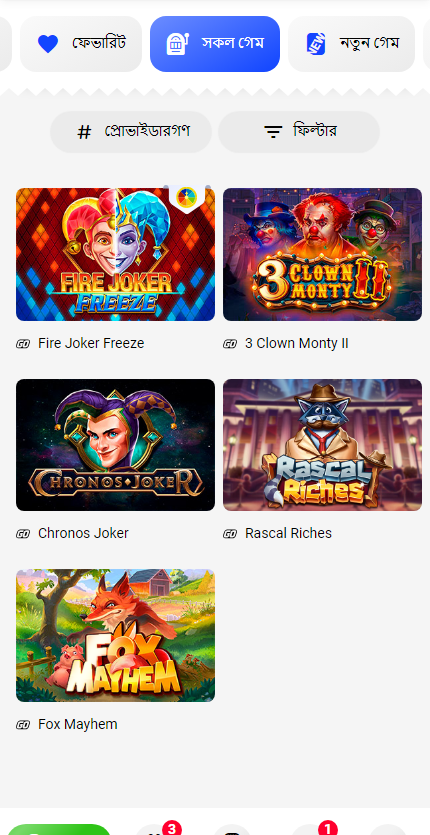 ফেভারিট
সকল গেম
NEW
নতুন গেম
# প্রোভাইডারগণ
ফিল্টার
FIRE JOKER
FREEZE
3 CLOWN
MONTY II
Fire Joker Freeze
3 Clown Monty II
CHRONOS JOKER
Rascal
Riches
Chronos Joker
Rascal Riches
FOX
MAYHEM
Fox Mayhem
3
1